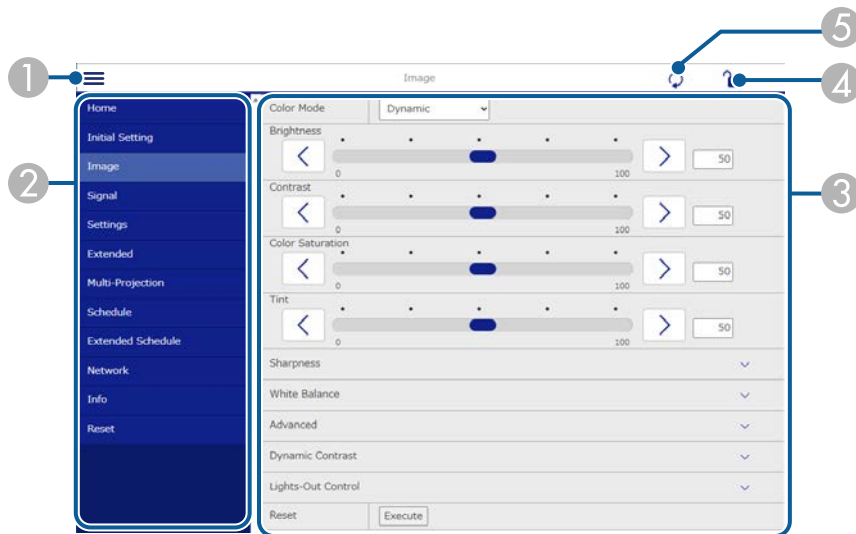 5
1
Image
4
Home
Initial Setting
Image
Signal
Settings
Extended
Multi-Projection
Schedule
Extended Schedule
Network
Info
Reset
2
Color Mode Dynamic
Brightness
50
0 100
Contrast
50
0 100
Color Saturation
50
0 100
Tint
50
0 100
Sharpness
White Balance
Advanced
Dynamic Contrast
Lights-Out Control
Reset Execute
3